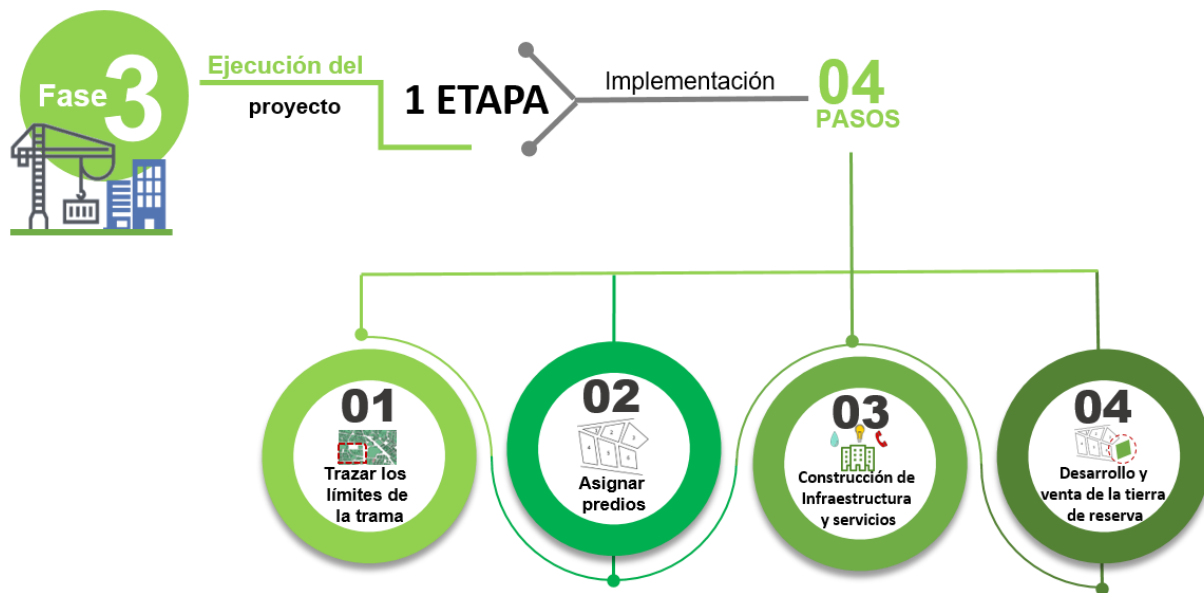 Fase 3
Ejecución del
proyecto
1 ETAPA
Implementación
04
PASOS
01
Trazar los
límites de
la trama
02
Asignar
predios
03
Construcción de
Infraestructura
y servicios
04
Desarrollo y
venta de la tierra
de reserva